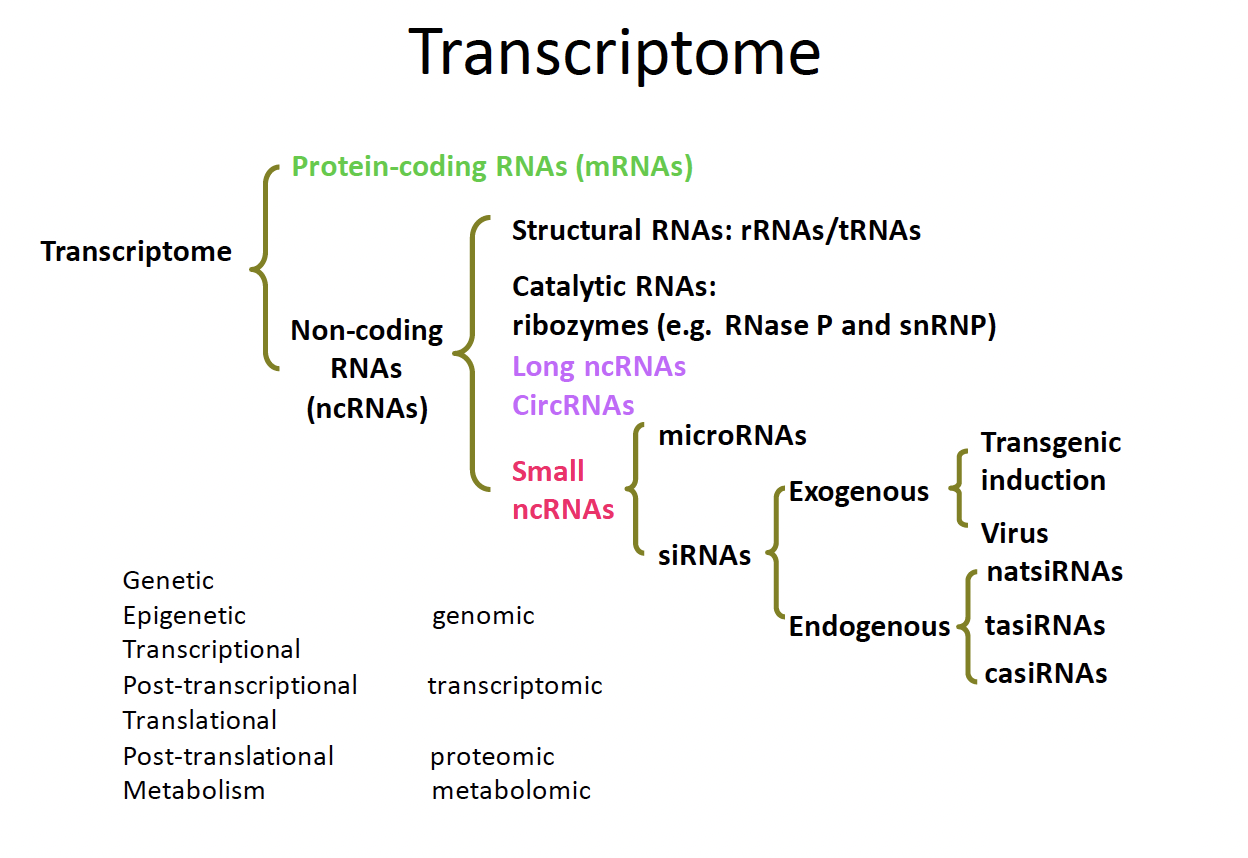 Transcriptome
Protein-coding RNAs (mRNAs)
Transcriptome
Structural RNAs: rRNAs/tRNAs
Catalytic RNAs:
ribozymes (e.g. RNase P and snRNP)
Non-coding
RNAs
(ncRNAs)
Long ncRNAs
CircRNAs
Small
ncRNAs
microRNAs
siRNAs
Exogenous
Transgenic
induction
Virus
Endogenous
natsiRNAs
tasiRNAs
casiRNAs
Genetic
Epigenetic genomic
Transcriptional
Post-transcriptional transcriptomic
Translational
Post-translational proteomic
Metabolism metabolomic